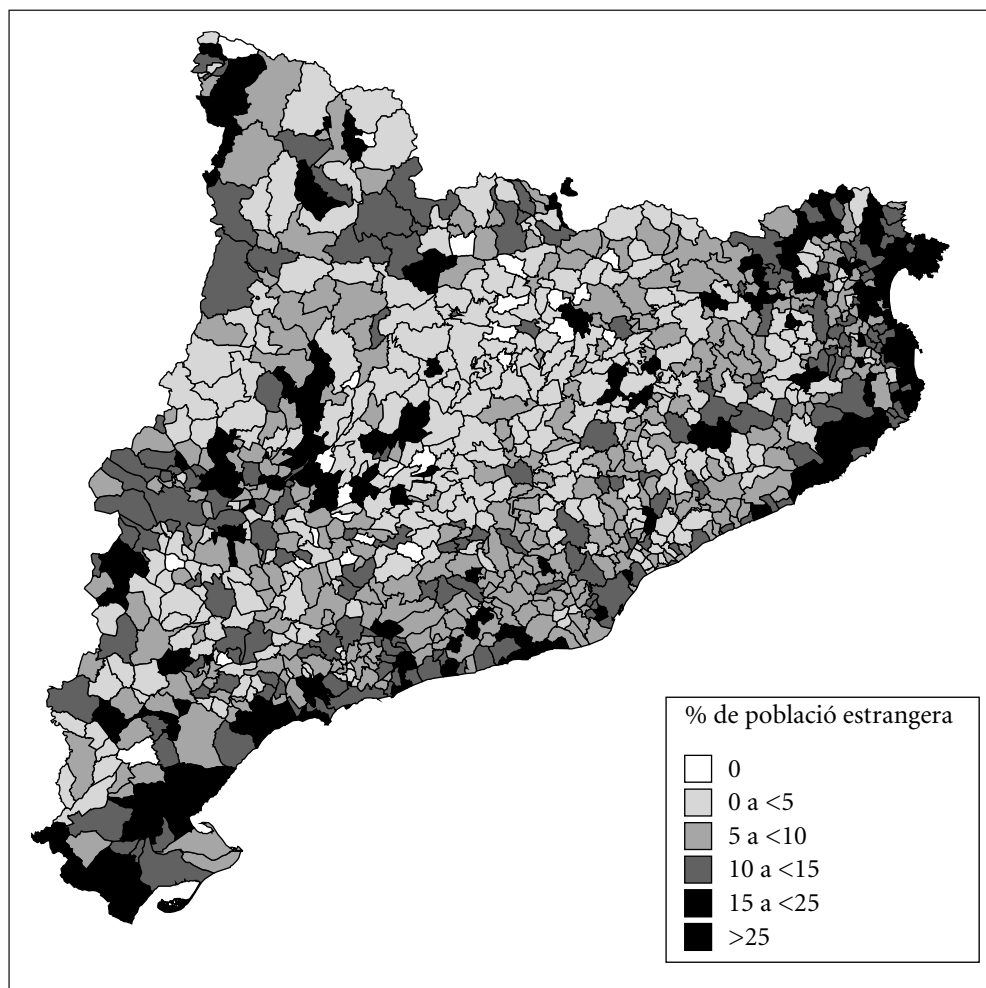 % de població estrangera
0
0 a <5
5 a <10
10 a <15
15 a <25
>25